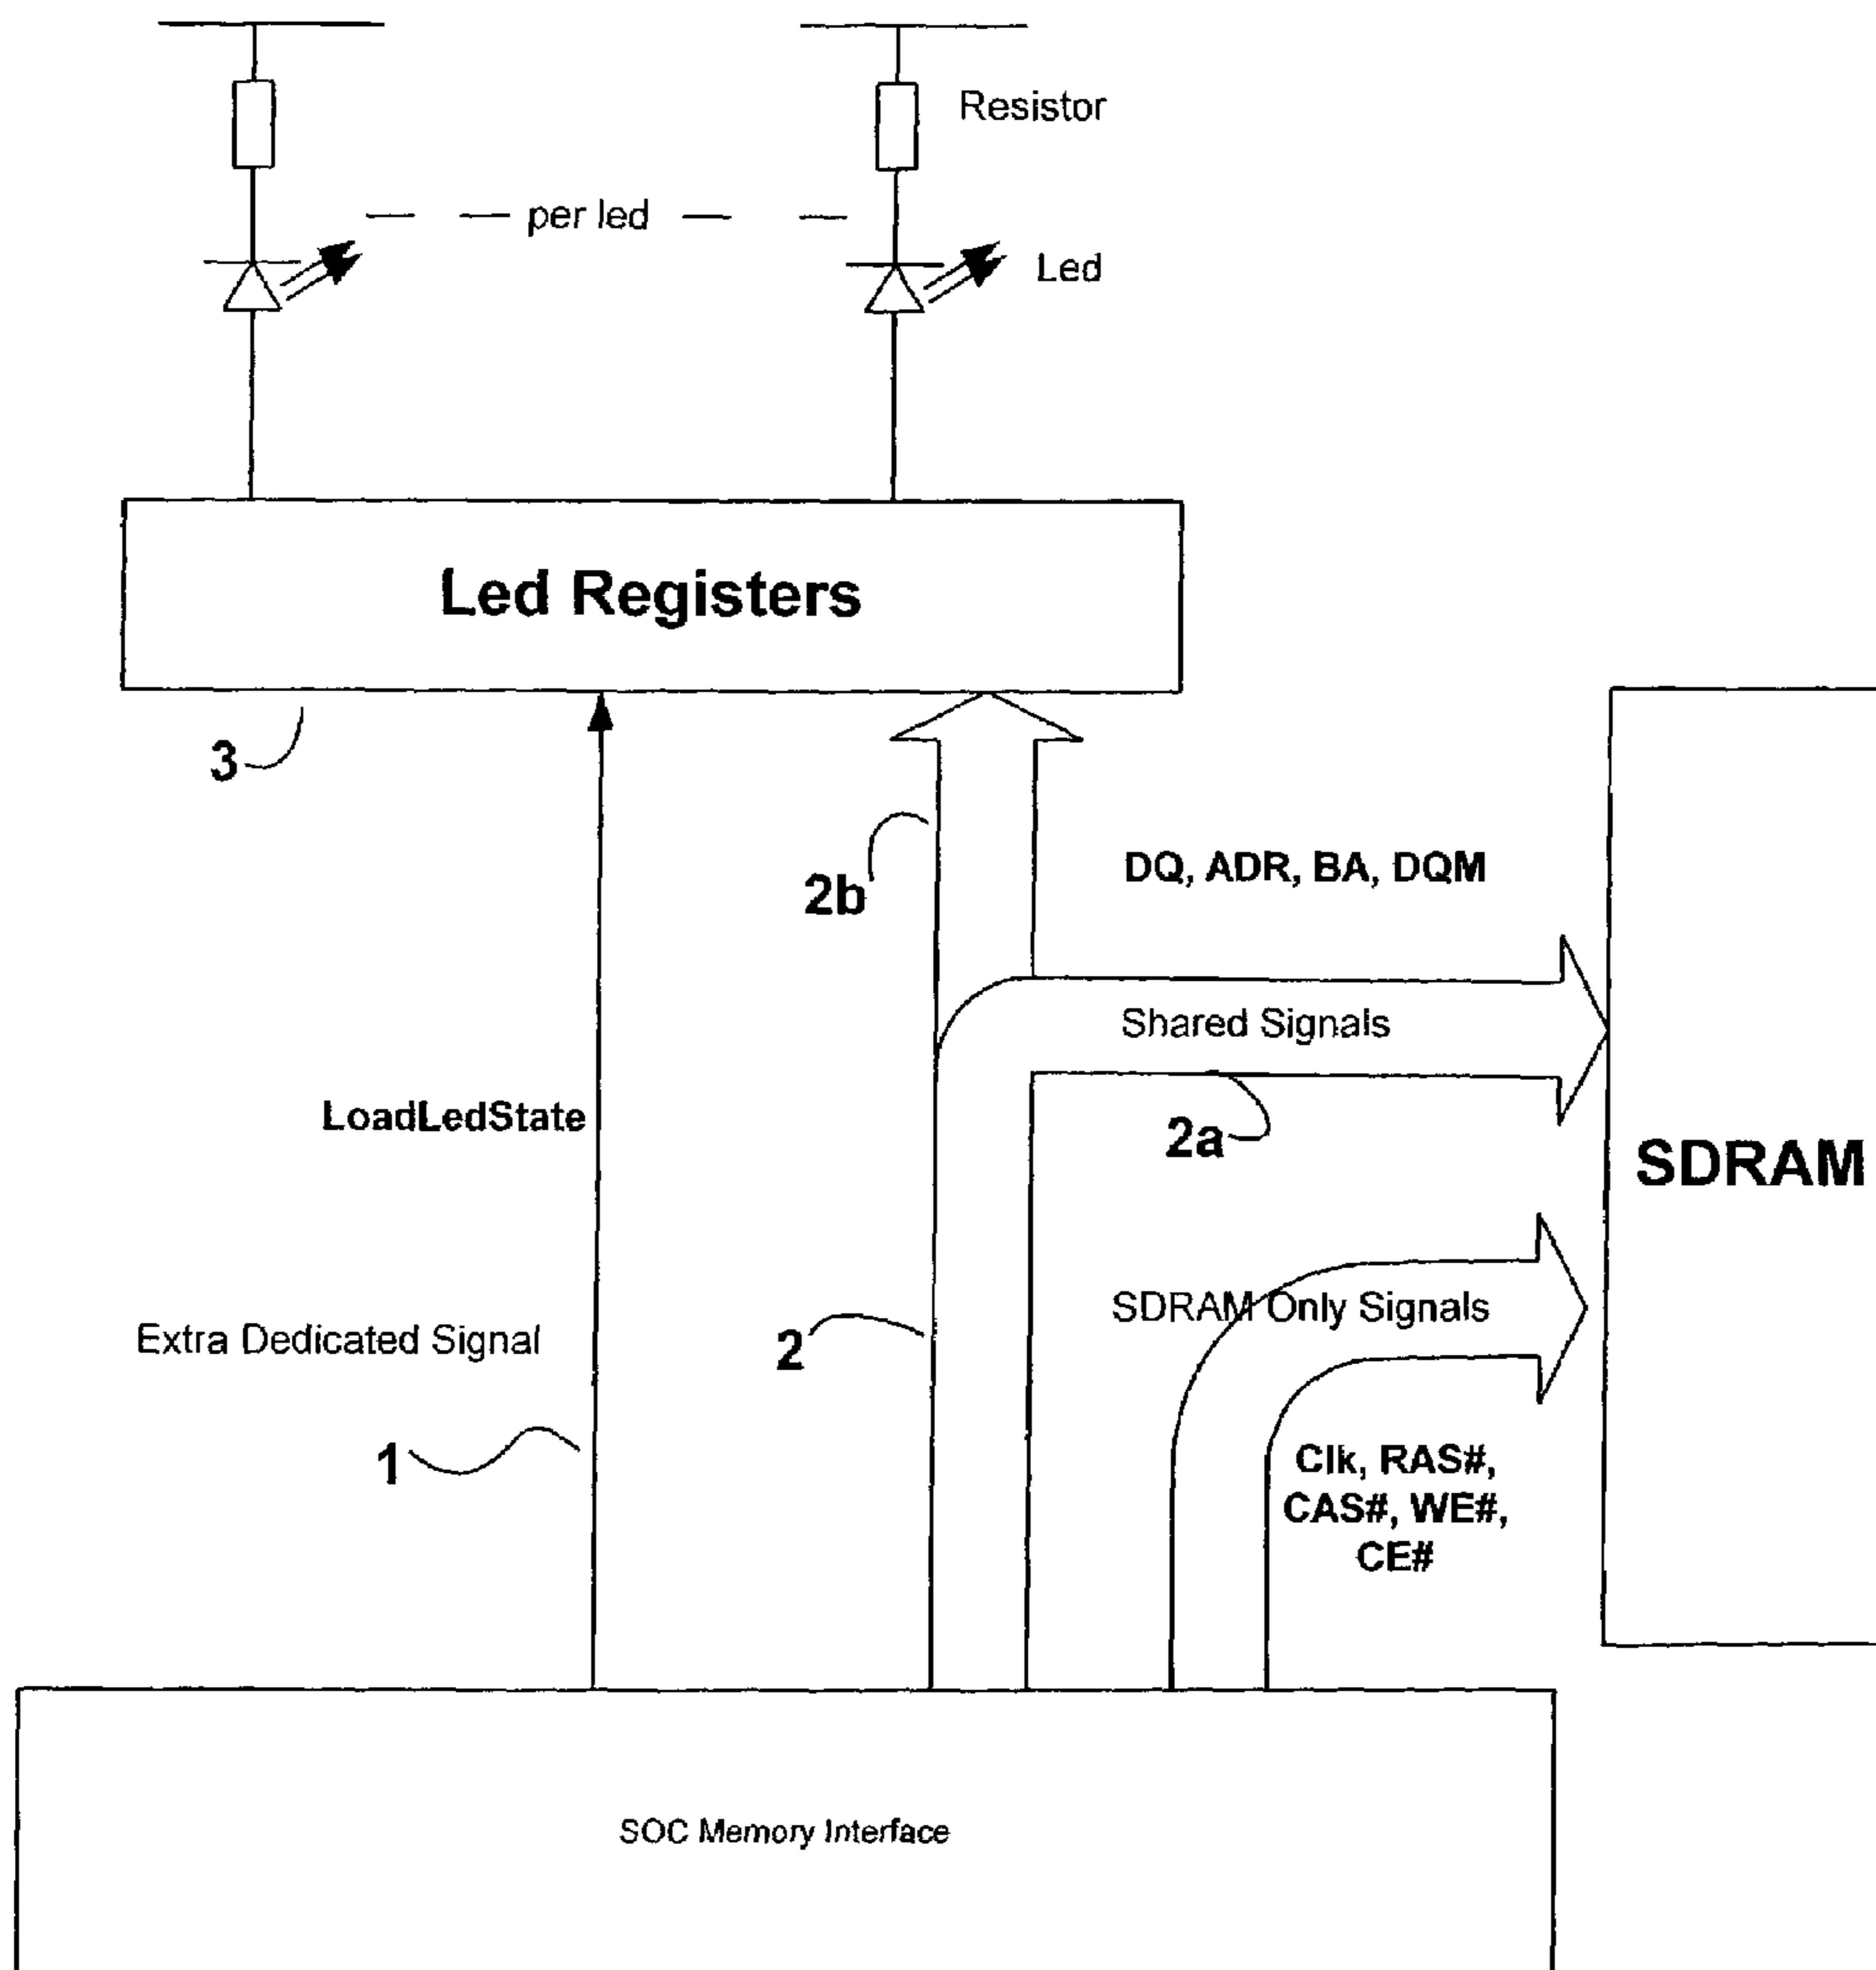 Resistor
per led
Led
Led Registers
3
2b
DQ, ADR, BA, DQM
Shared Signals
LoadLedState
2a
SDRAM
SDRAM Only Signals
Extra Dedicated Signal
2
1
Clk, RAS#,
CAS#, WE#,
CE#
SOC Memory Interface